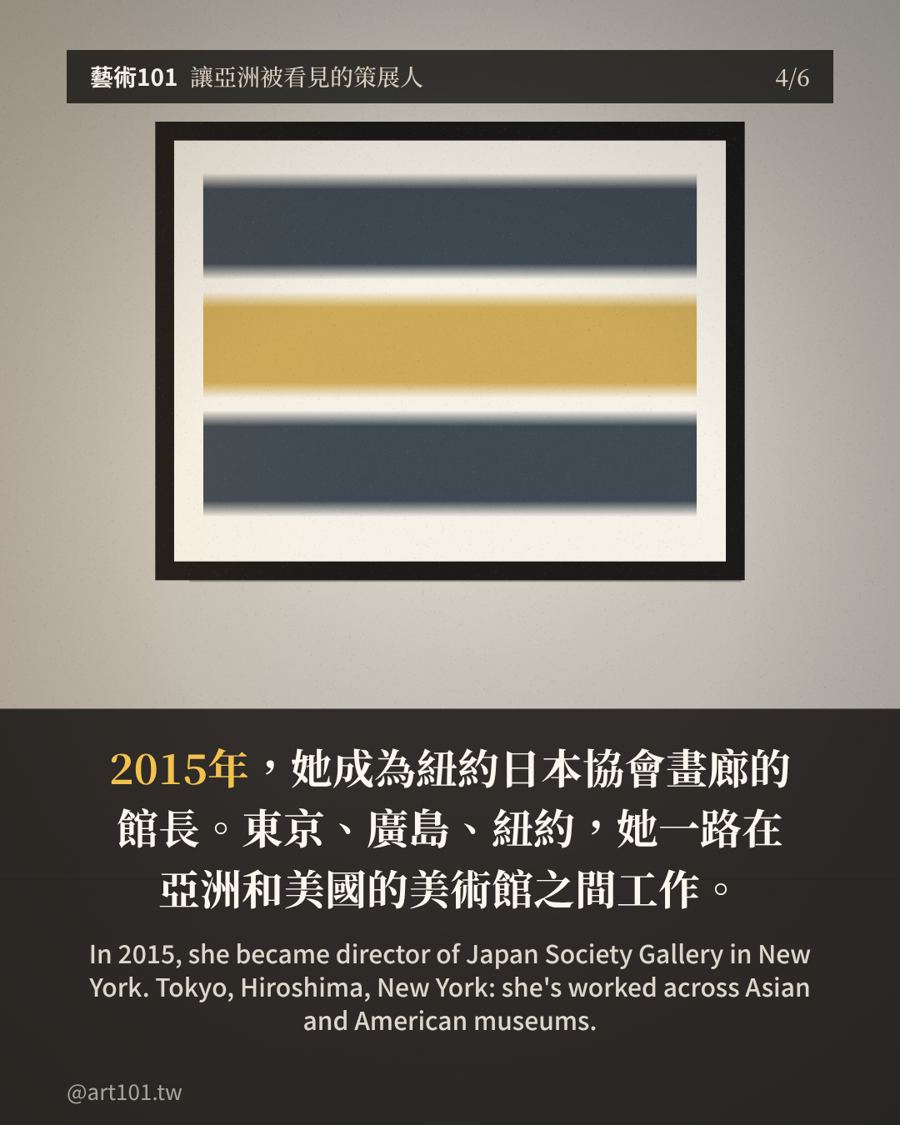 藝術101 讓亞洲被看見的策展人 4/6
2015年，她成為紐約日本協會畫廊的
館長。東京、廣島、紐約，她一路在
亞洲和美國的美術館之間工作。
In 2015, she became director of Japan Society Gallery in New
York. Tokyo, Hiroshima, New York: she's worked across Asian
and American museums.
@art101.tw